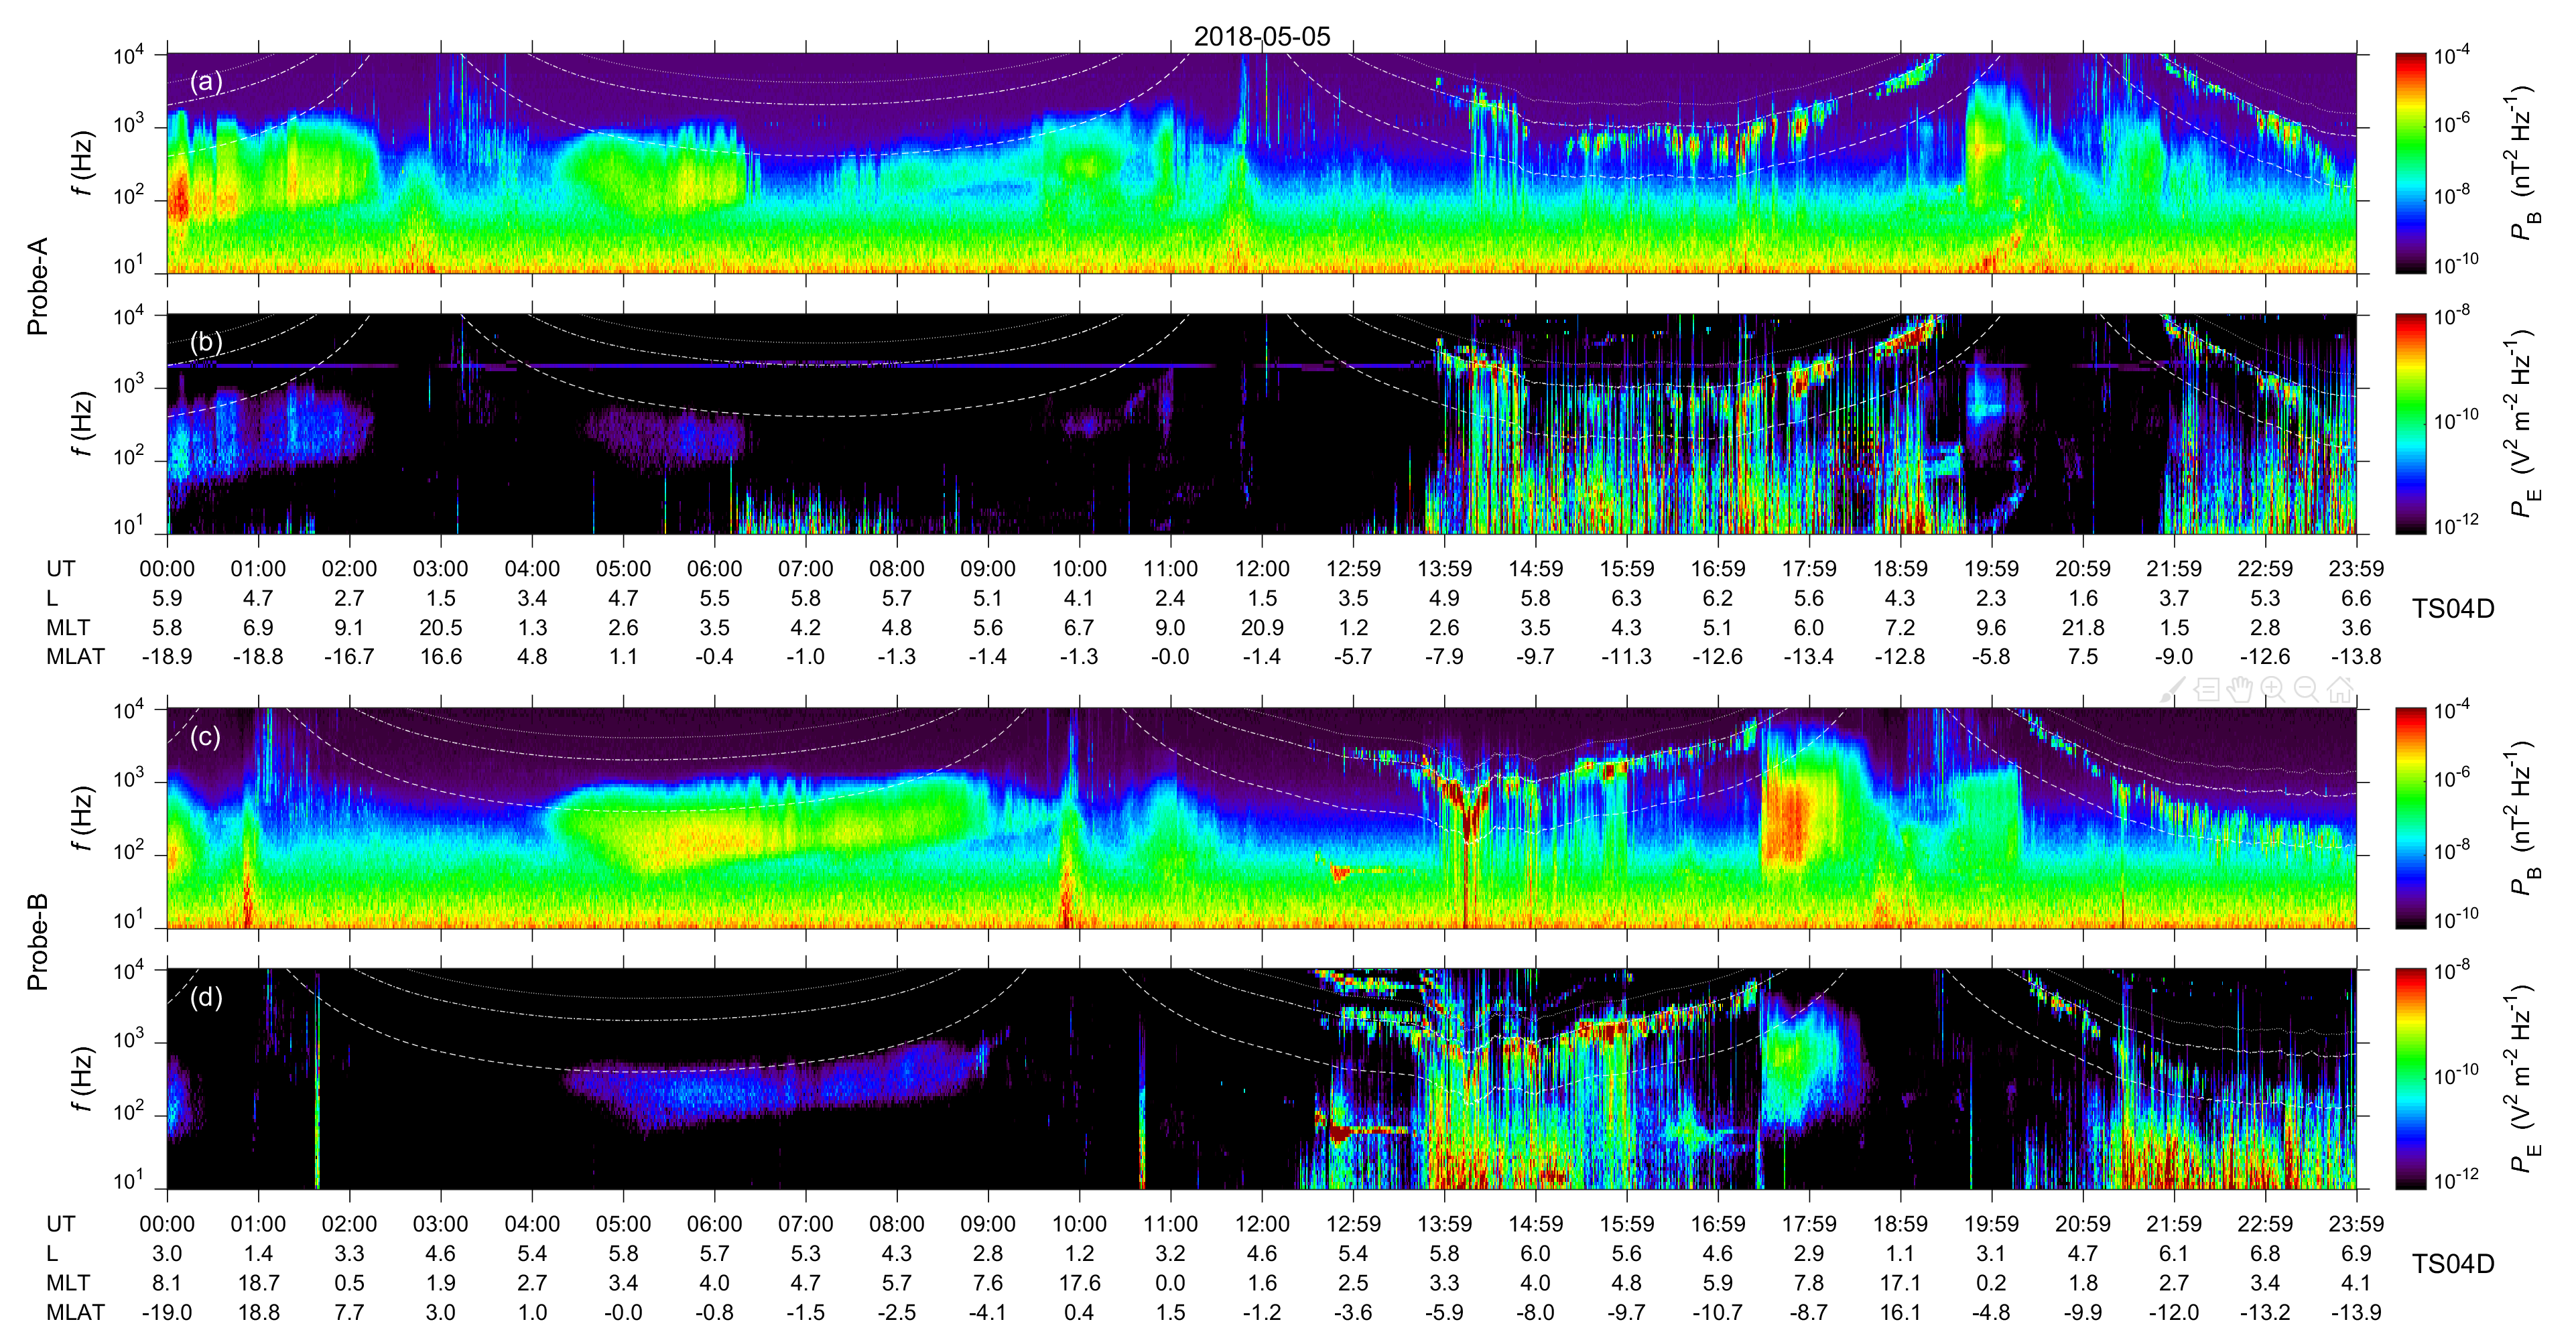 2018-05-05
Probe-A
(a)
f (Hz)
10^4
10^3
10^2
10^1
10^-4
10^-6
10^-8
10^-10
P_B (nT^2 Hz^-1)
(b)
f (Hz)
10^4
10^3
10^2
10^1
10^-8
10^-10
10^-12
P_E (V^2 m^-2 Hz^-1)
UT 00:00 01:00 02:00 03:00 04:00 05:00 06:00 07:00 08:00 09:00 10:00 11:00 12:00 12:59 13:59 14:59 15:59 16:59 17:59 18:59 19:59 20:59 21:59 22:59 23:59
L 5.9 4.7 2.7 1.5 3.4 4.7 5.5 5.8 5.7 5.1 4.1 2.4 1.5 3.5 4.9 5.8 6.3 6.2 5.6 4.3 2.3 1.6 3.7 5.3 6.6
TS04D
MLT 5.8 6.9 9.1 20.5 1.3 2.6 3.5 4.2 4.8 5.6 6.7 9.0 20.9 1.2 2.6 3.5 4.3 5.1 6.0 7.2 9.6 21.8 1.5 2.8 3.6
MLAT -18.9 -18.8 -16.7 16.6 4.8 1.1 -0.4 -1.0 -1.3 -1.4 -1.3 -0.0 -1.4 -5.7 -7.9 -9.7 -11.3 -12.6 -13.4 -12.8 -5.8 7.5 -9.0 -12.6 -13.8
Probe-B
(c)
f (Hz)
10^4
10^3
10^2
10^1
10^-4
10^-6
10^-8
10^-10
P_B (nT^2 Hz^-1)
(d)
f (Hz)
10^4
10^3
10^2
10^1
10^-8
10^-10
10^-12
P_E (V^2 m^-2 Hz^-1)
UT 00:00 01:00 02:00 03:00 04:00 05:00 06:00 07:00 08:00 09:00 10:00 11:00 12:00 12:59 13:59 14:59 15:59 16:59 17:59 18:59 19:59 20:59 21:59 22:59 23:59
L 3.0 1.4 3.3 4.6 5.4 5.8 5.7 5.3 4.3 2.8 1.2 3.2 4.6 5.4 5.8 6.0 5.6 4.6 2.9 1.1 3.1 4.7 6.1 6.8 6.9
TS04D
MLT 8.1 18.7 0.5 1.9 2.7 3.4 4.0 4.7 5.7 7.6 17.6 0.0 1.6 2.5 3.3 4.0 4.8 5.9 7.8 17.1 0.2 1.8 2.7 3.4 4.1
MLAT -19.0 18.8 7.7 3.0 1.0 -0.0 -0.8 -1.5 -2.5 -4.1 0.4 1.5 -1.2 -3.6 -5.9 -8.0 -9.7 -10.7 -8.7 16.1 -4.8 -9.9 -12.0 -13.2 -13.9